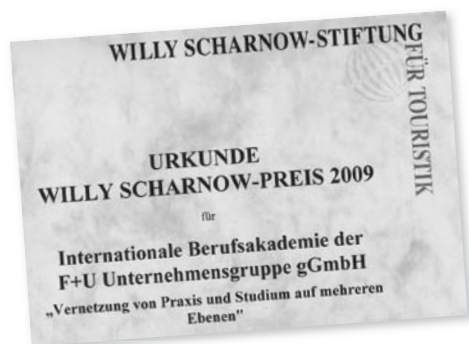 WILLY SCHARNOW-STIFTUNG
FÜR TOURISTIK
URKUNDE
WILLY SCHARNOW-PREIS 2009
für
Internationale Berufsakademie der
F+U Unternehmensgruppe gGmbH
„Vernetzung von Praxis und Studium auf mehreren
Ebenen"